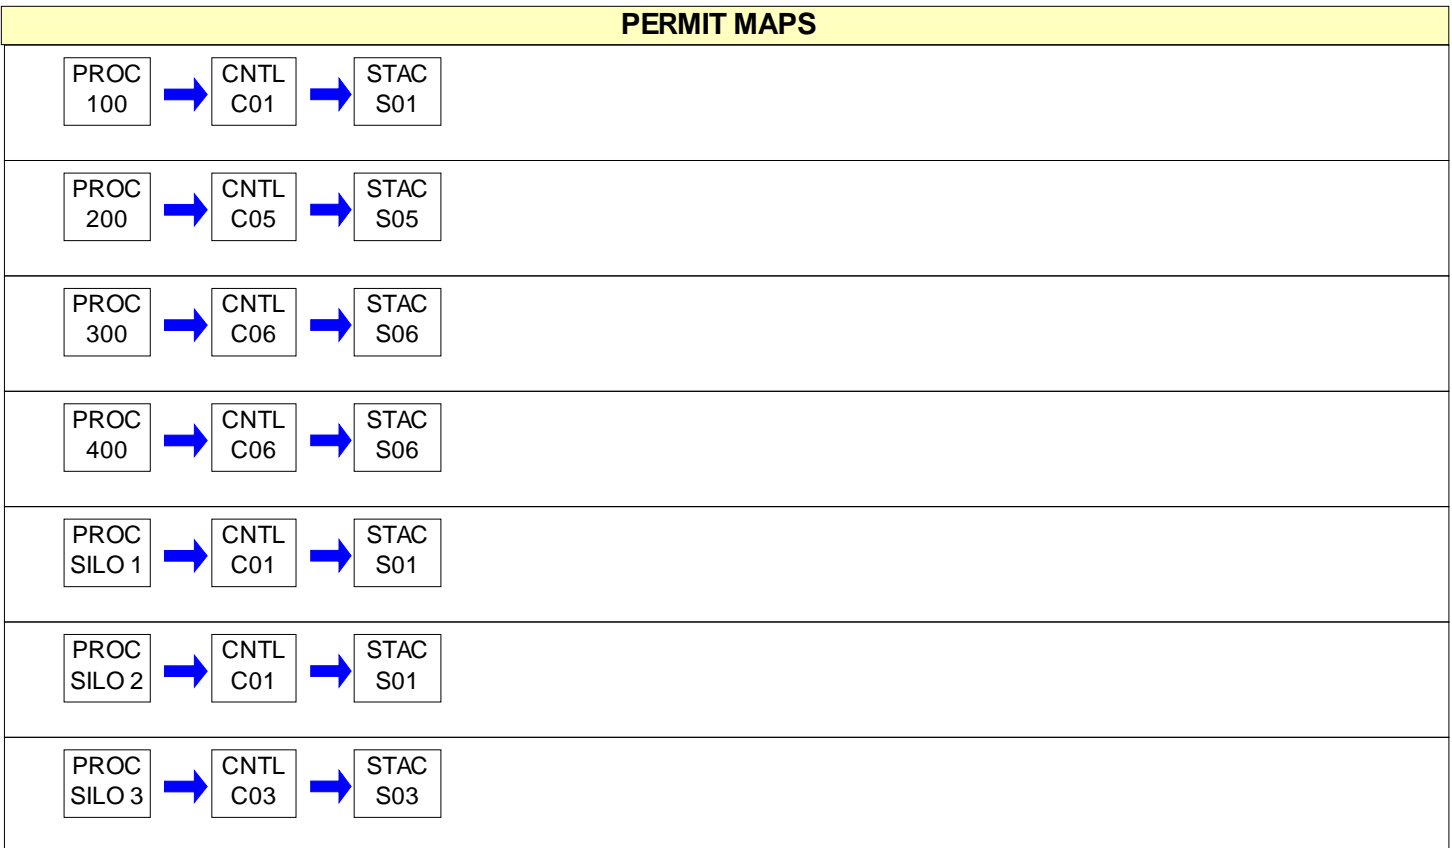 PERMIT MAPS
PROC CNTL STAC
100 C01 S01
PROC CNTL STAC
200 C05 S05
PROC CNTL STAC
300 C06 S06
PROC CNTL STAC
400 C06 S06
PROC CNTL STAC
SILO 1 C01 S01
PROC CNTL STAC
SILO 2 C01 S01
PROC CNTL STAC
SILO 3 C03 S03